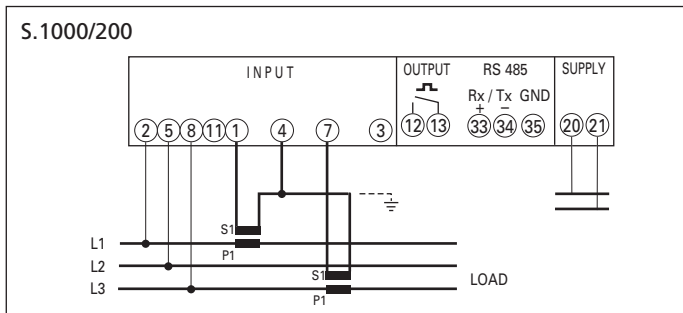 S.1000/200
INPUT OUTPUT RS 485 SUPPLY
Rx / Tx GND
+ −
2 5 8 11 1 4 7 3 12 13 33 34 35 20 21
S1
L1
P1
L2
S1
LOAD
L3
P1